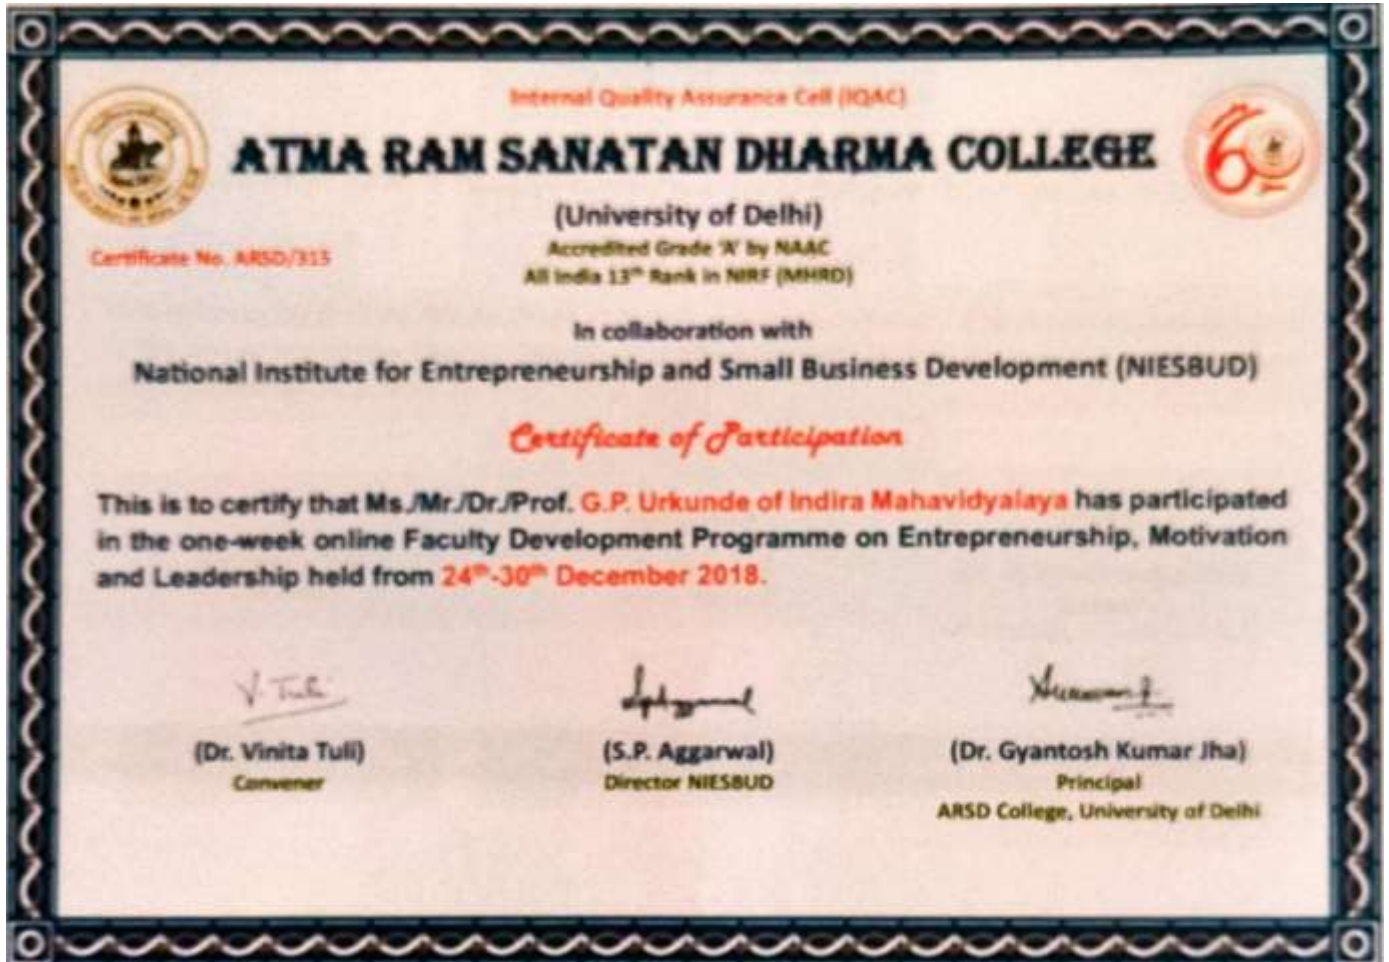 Internal Quality Assurance Cell (IQAC)
ATMA RAM SANATAN DHARMA COLLEGE
60
(University of Delhi)
Accredited Grade 'A' by NAAC
Certificate No. ARSD/315
All India 13th Rank in NIRF (MHRD)
In collaboration with
National Institute for Entrepreneurship and Small Business Development (NIESBUD)
Certificate of Participation
This is to certify that Ms./Mr./Dr./Prof. G.P. Urkunde of Indira Mahavidyalaya has participated
in the one-week online Faculty Development Programme on Entrepreneurship, Motivation
and Leadership held from 24th-30th December 2018.
V. Tuli
(Dr. Vinita Tuli)
Convener
(S.P. Aggarwal)
Director NIESBUD
(Dr. Gyantosh Kumar Jha)
Principal
ARSD College, University of Delhi